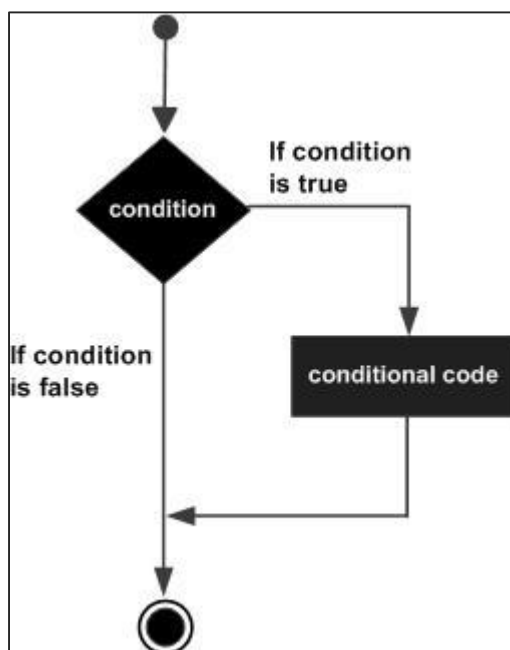 If condition
is true
condition
If condition
is false
conditional code